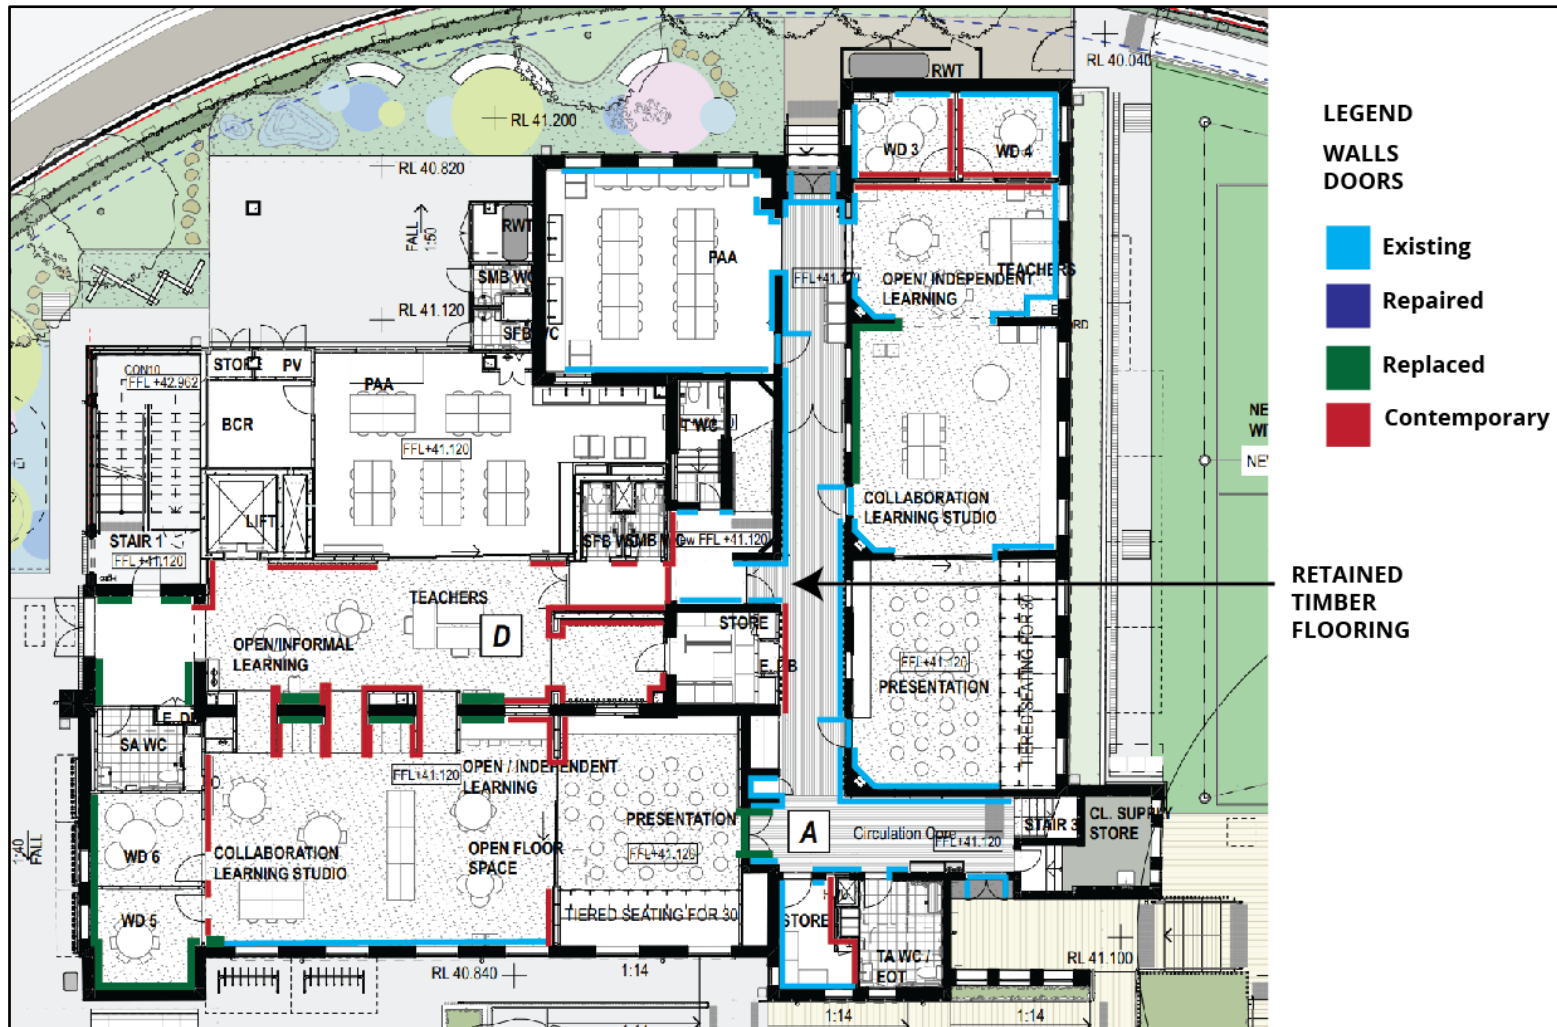 RWT
RL 40.040
LEGEND
WALLS
DOORS
Existing
Repaired
Replaced
Contemporary
RL 41.200
WD 3
WD 4
RL 40.820
FALL
1:50
RWT
SMB WC
SFB WC
RL 41.120
PAA
FFL+41.120
OPEN/ INDEPENDENT
LEARNING
TEACHERS
CON10
FFL +42.962
STORE
PV
PAA
BCR
FFL+41.120
T WC
LIFT
COLLABORATION
LEARNING STUDIO
STAIR 1
FFL +41.120
SFB WC
SMB WC
FFL +41.120
RETAINED
TIMBER
FLOORING
TEACHERS
D
OPEN/INFORMAL
LEARNING
STORE
E. DB
FFL+41.120
PRESENTATION
TIERED SEATING FOR 30
SA WC
FFL+41.120
OPEN / INDEPENDENT
LEARNING
PRESENTATION
FFL+41.120
A
Circulation Core
FFL+41.120
STAIR 3
CL. SUPPLY
STORE
1:40
FALL
WD 6
COLLABORATION
LEARNING STUDIO
OPEN FLOOR
SPACE
WD 5
TIERED SEATING FOR 30
STORE
TA WC /
EOT
RL 41.100
RL 40.840
1:14
1:14
1:14